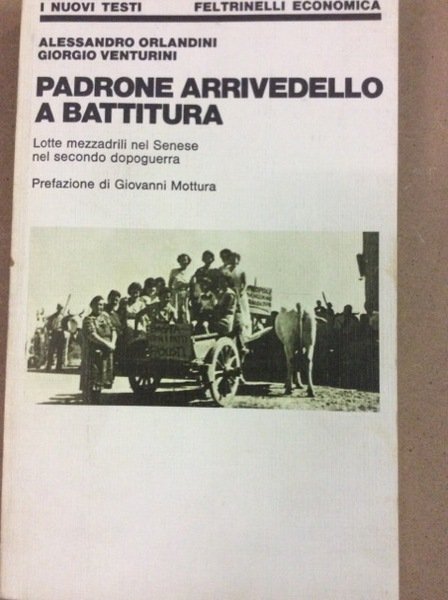 I NUOVI TESTI FELTRINELLI ECONOMICA
ALESSANDRO ORLANDINI
GIORGIO VENTURINI
PADRONE ARRIVEDELLO
A BATTITURA
Lotte mezzadrili nel Senese
nel secondo dopoguerra
Prefazione di Giovanni Mottura
BASTA